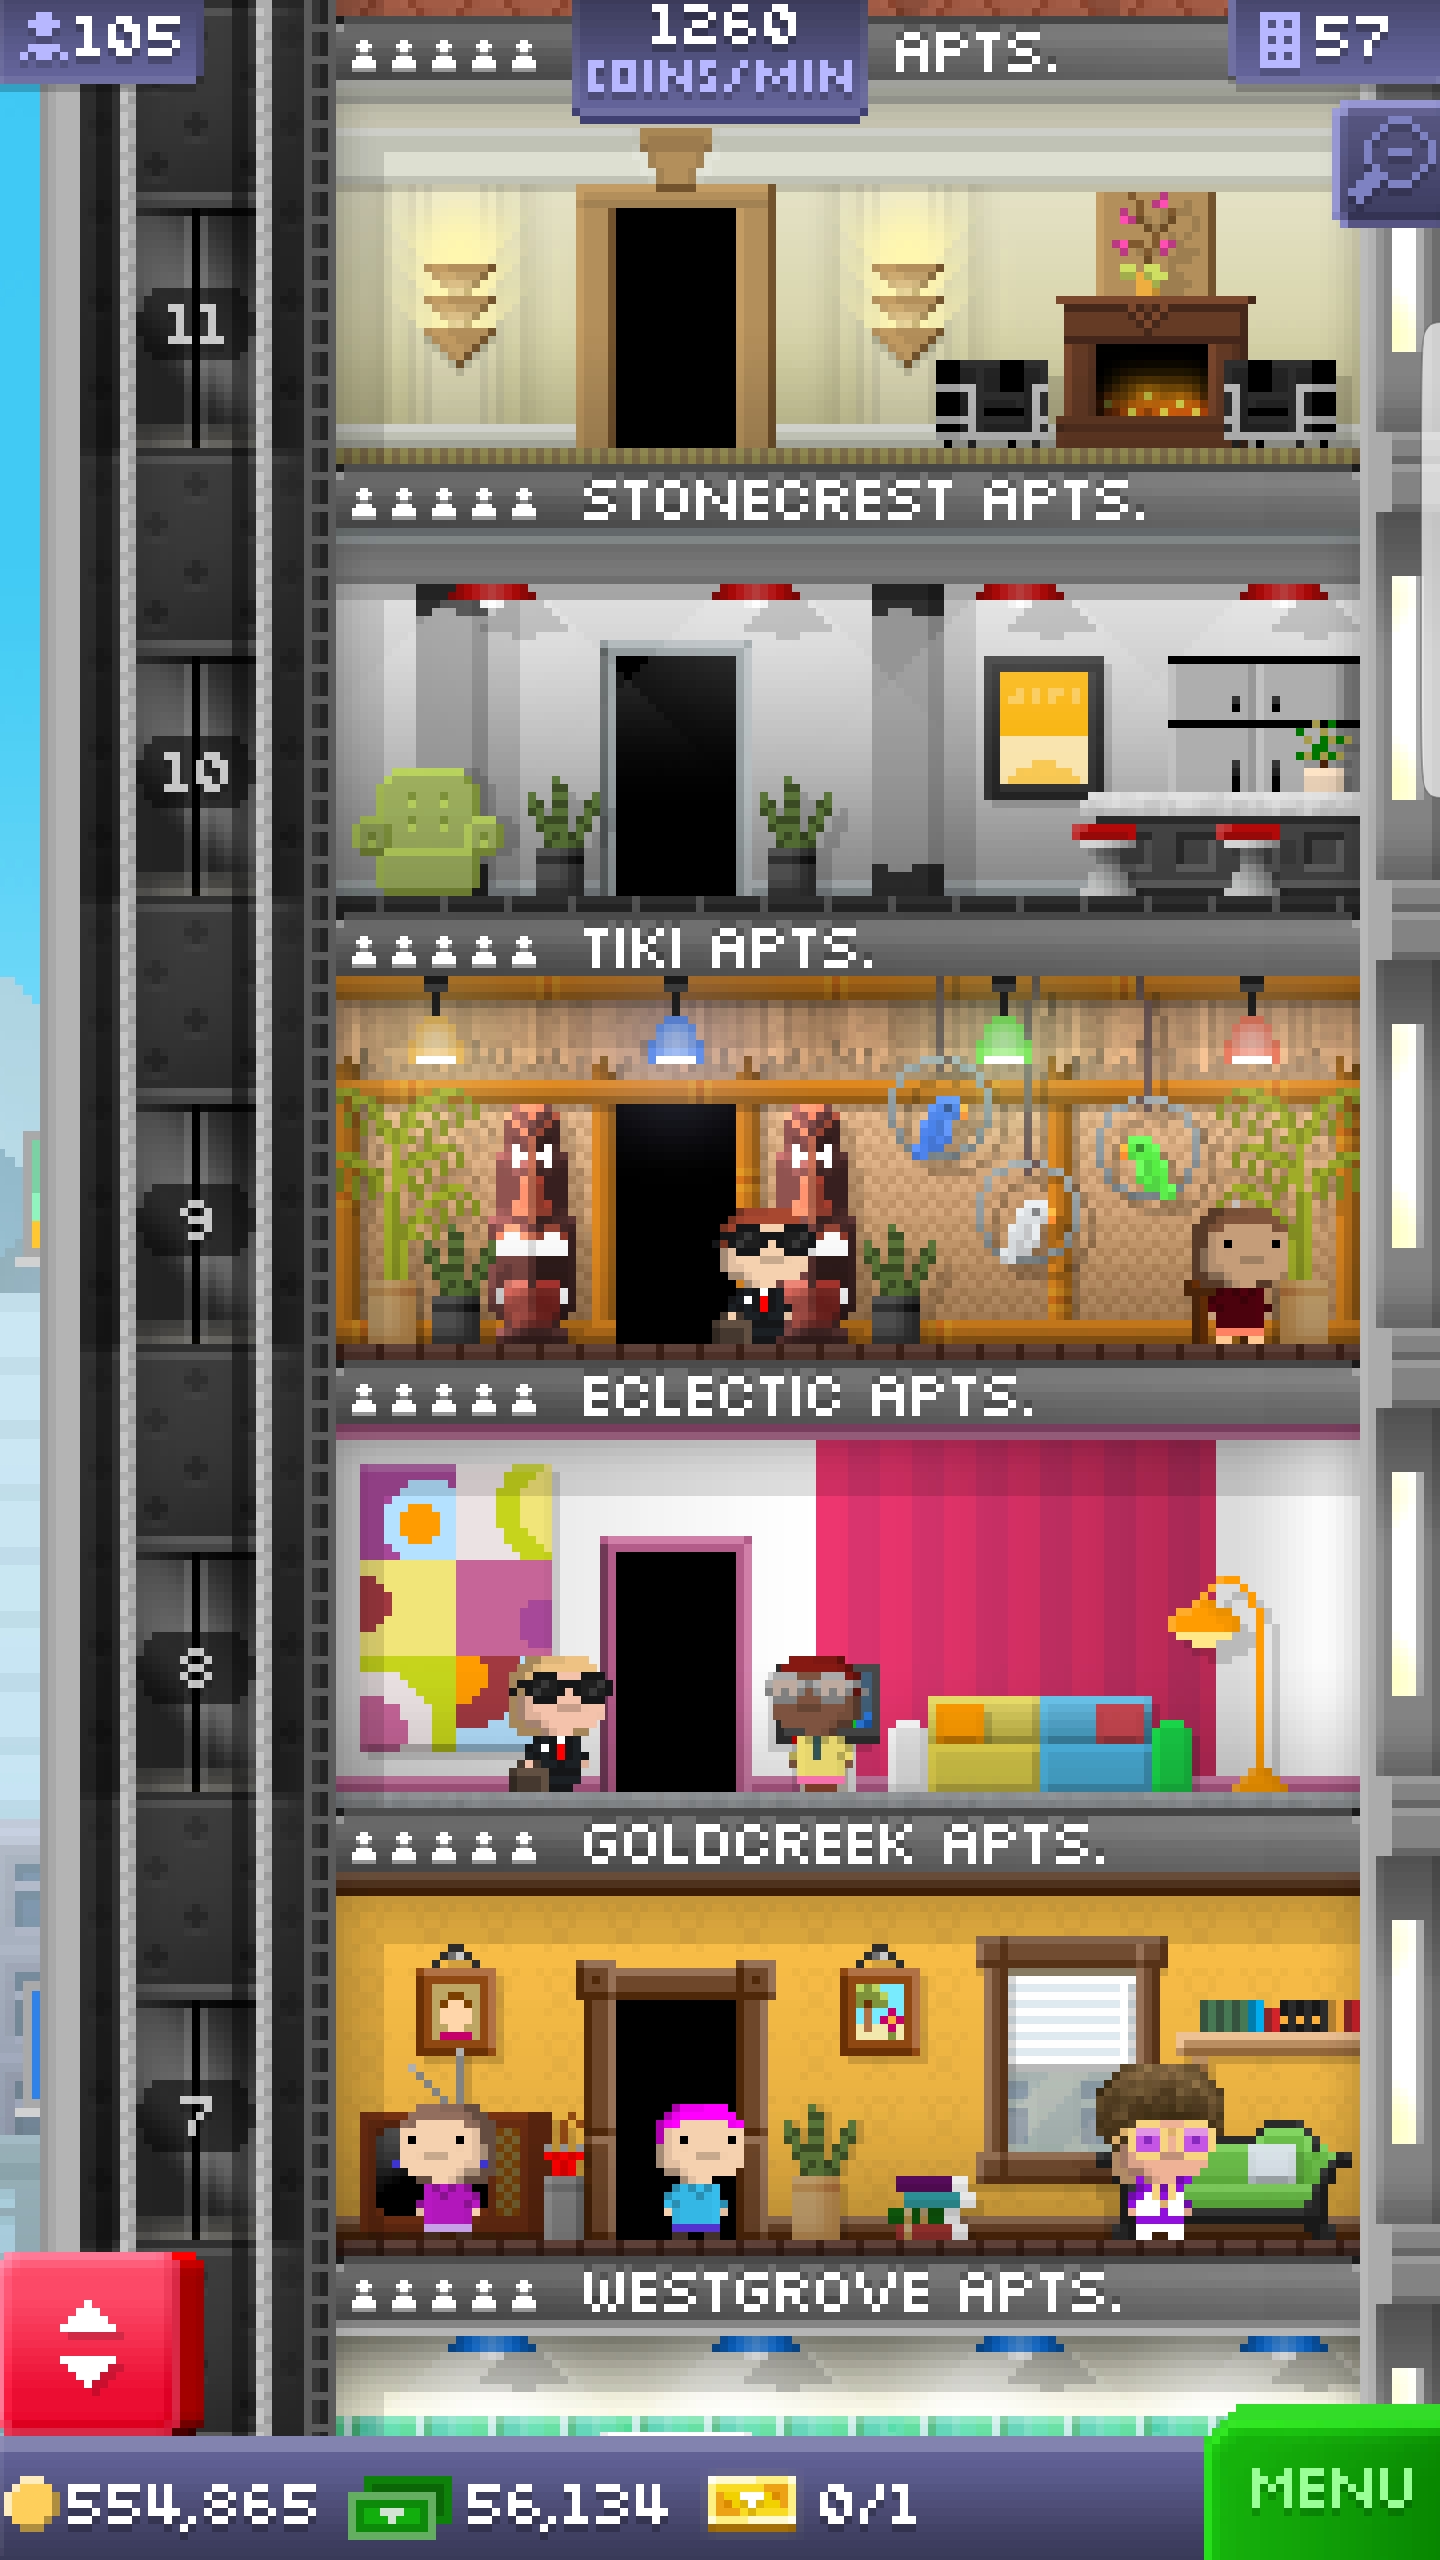 105
1260
COINS/MIN
APTS.
57
11
STONECREST APTS.
10
TIKI APTS.
9
ECLECTIC APTS.
8
GOLDCREEK APTS.
7
WESTGROVE APTS.
554,865
56,134
0/1
MENU